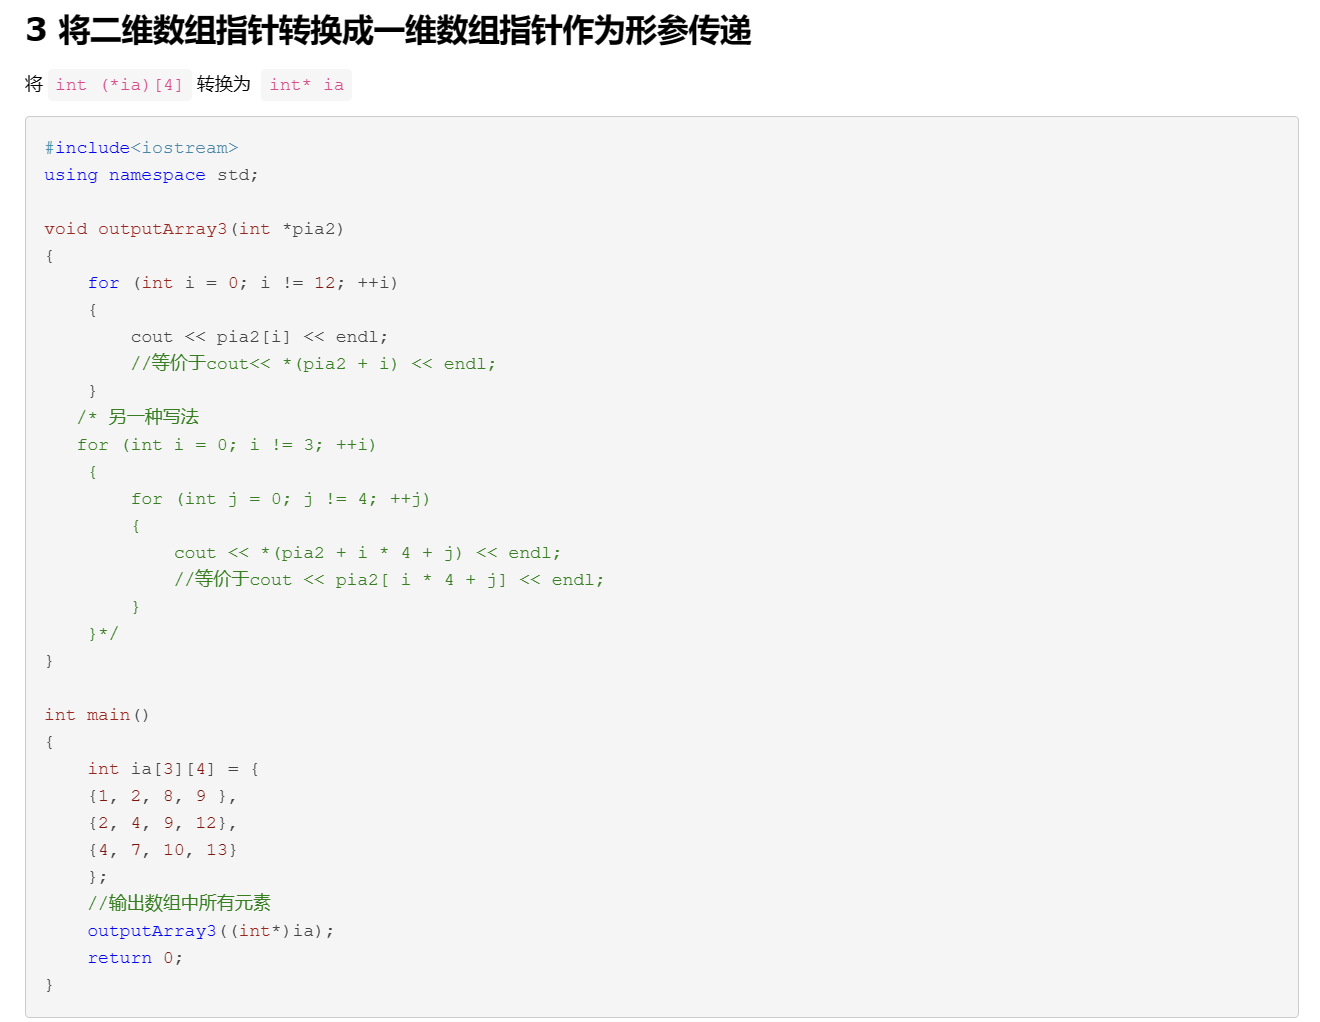 3 将二维数组指针转换成一维数组指针作为形参传递
将 int (*ia)[4] 转换为 int* ia
#include<iostream>
using namespace std;
void outputArray3(int *pia2)
{
    for (int i = 0; i != 12; ++i)
    {
        cout << pia2[i] << endl;
        //等价于cout<< *(pia2 + i) << endl;
    }
   /* 另一种写法
   for (int i = 0; i != 3; ++i)
    {
        for (int j = 0; j != 4; ++j)
        {
            cout << *(pia2 + i * 4 + j) << endl;
            //等价于cout << pia2[ i * 4 + j] << endl;
        }
    }*/
}
int main()
{
    int ia[3][4] = {
    {1, 2, 8, 9 },
    {2, 4, 9, 12},
    {4, 7, 10, 13}
    };
    //输出数组中所有元素
    outputArray3((int*)ia);
    return 0;
}